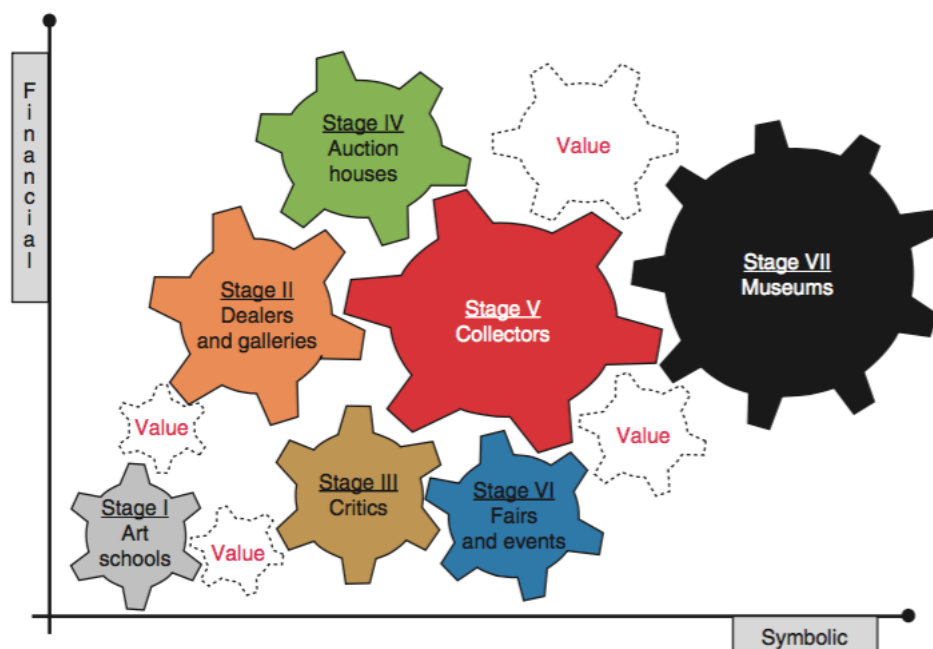 Financial
Stage IV
Auction
houses
Value
Stage VII
Museums
Stage II
Dealers
and galleries
Stage V
Collectors
Value
Value
Stage I
Art
schools
Value
Stage III
Critics
Stage VI
Fairs
and events
Symbolic